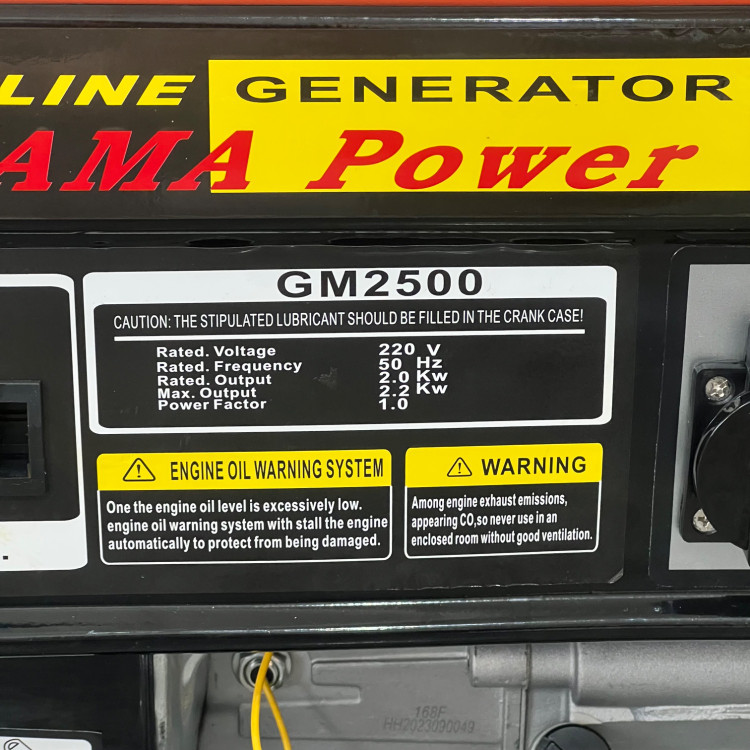 LINE GENERATOR
AMA Power
GM2500
CAUTION: THE STIPULATED LUBRICANT SHOULD BE FILLED IN THE CRANK CASE!
Rated. Voltage 220 V
Rated. Frequency 50 Hz
Rated. Output 2.0 Kw
Max. Output 2.2 Kw
Power Factor 1.0
ENGINE OIL WARNING SYSTEM
One the engine oil level is excessively low.
engine oil warning system with stall the engine
automatically to protect from being damaged.
WARNING
Among engine exhaust emissions,
appearing CO,so never use in an
enclosed room without good ventilation.
168F
HH2023090049